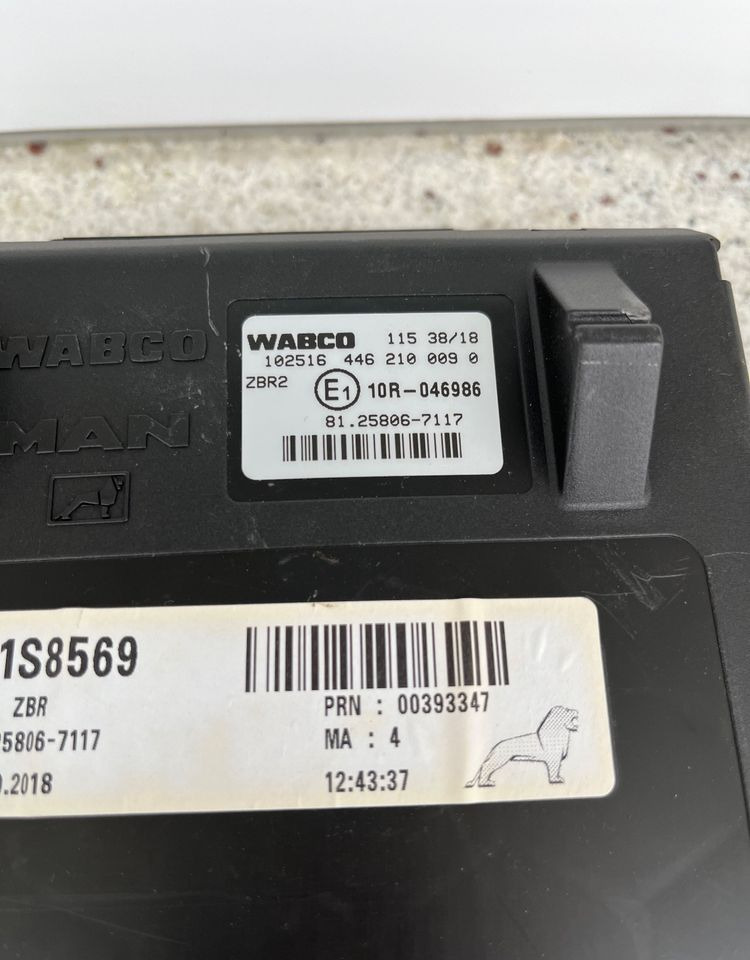 WABCO
MAN
WABCO 115 38/18
102516 446 210 009 0
ZBR2 E1 10R-046986
81.25806-7117
1S8569
ZBR
25806-7117
.2018
PRN : 00393347
MA : 4
12:43:37